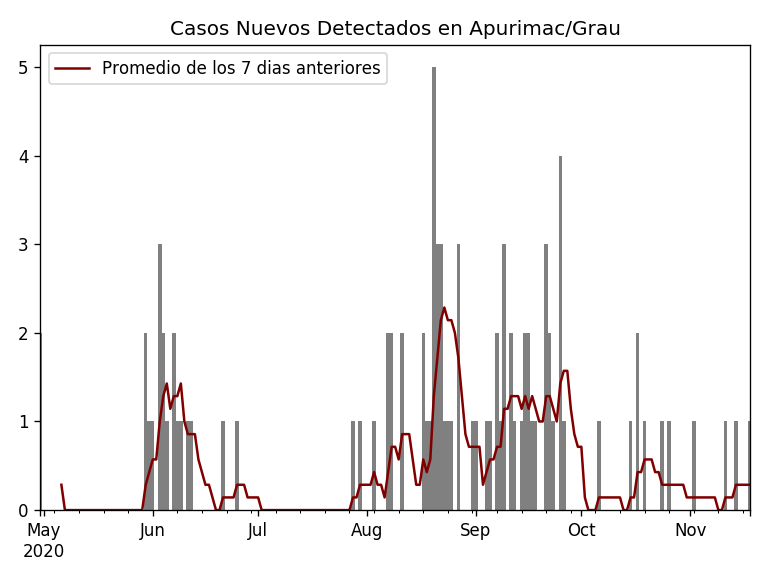 Casos Nuevos Detectados en Apurimac/Grau
Promedio de los 7 dias anteriores
5
4
3
2
1
0
May Jun Jul Aug Sep Oct Nov
2020